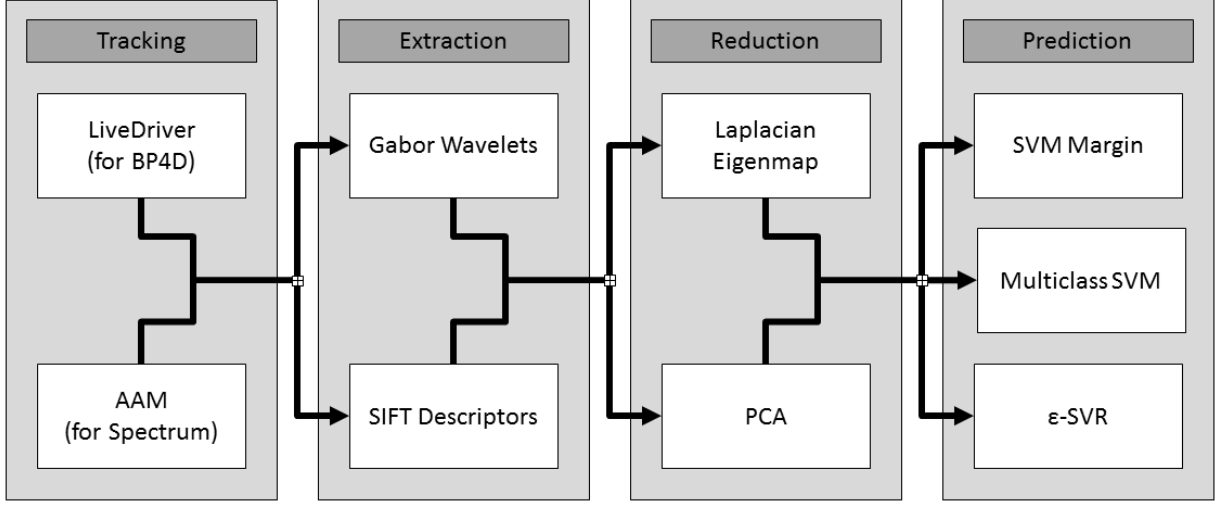 Tracking
LiveDriver
(for BP4D)
AAM
(for Spectrum)
Extraction
Gabor Wavelets
SIFT Descriptors
Reduction
Laplacian
Eigenmap
PCA
Prediction
SVM Margin
Multiclass SVM
ε-SVR